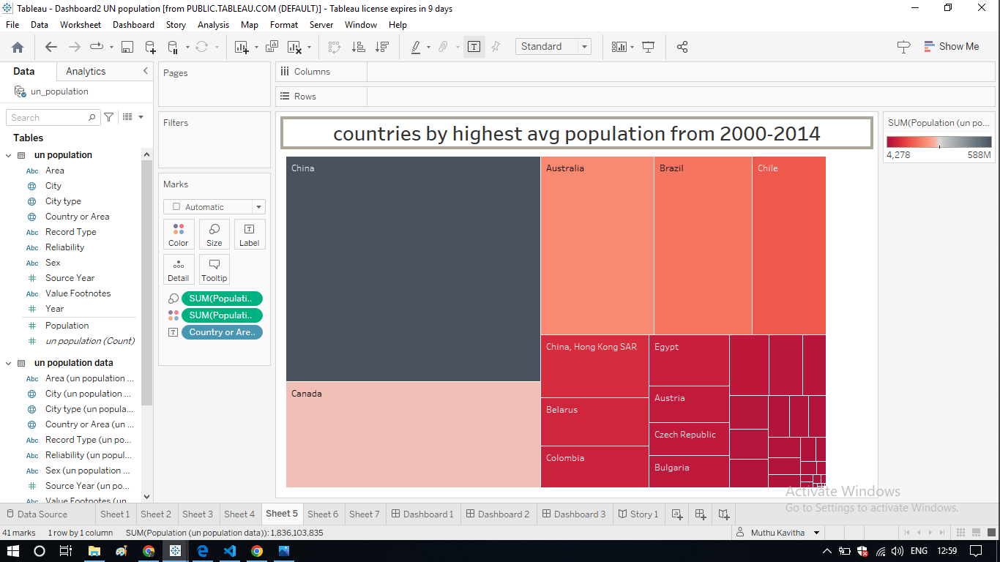 Tableau - Dashboard2 UN population [from PUBLIC.TABLEAU.COM (DEFAULT)] - Tableau license expires in 9 days
File Data Worksheet Dashboard Story Analysis Map Format Server Window Help
Standard
Show Me
Data Analytics
un_population
Search
Tables
un population
Abc Area
City
City type
Country or Area
Abc Record Type
Abc Reliability
Abc Sex
# Source Year
Abc Value Footnotes
# Year
# Population
# un population (Count)
un population data
Abc Area (un population ...
City (un population ...
City type (un popula...
Country or Area (un ...
Abc Record Type (un po...
Abc Reliability (un popul...
Abc Sex (un population ...
# Source Year (un po...
Abc Value Footnotes (un
Pages
Filters
Marks
Automatic
Color Size Label
Detail Tooltip
SUM(Populati..
SUM(Populati..
Country or Are..
Columns
Rows
countries by highest avg population from 2000-2014
China
Australia
Brazil
Chile
Canada
China, Hong Kong SAR
Egypt
Belarus
Austria
Czech Republic
Colombia
Bulgaria
SUM(Population (un po...
4,278 588M
Activate Windows
Go to Settings to activate Windows.
Data Source Sheet 1 Sheet 2 Sheet 3 Sheet 4 Sheet 5 Sheet 6 Sheet 7 Dashboard 1 Dashboard 2 Dashboard 3 Story 1
41 marks 1 row by 1 column SUM(Population (un population data)): 1,836,103,835
Muthu Kavitha
ENG 12:59